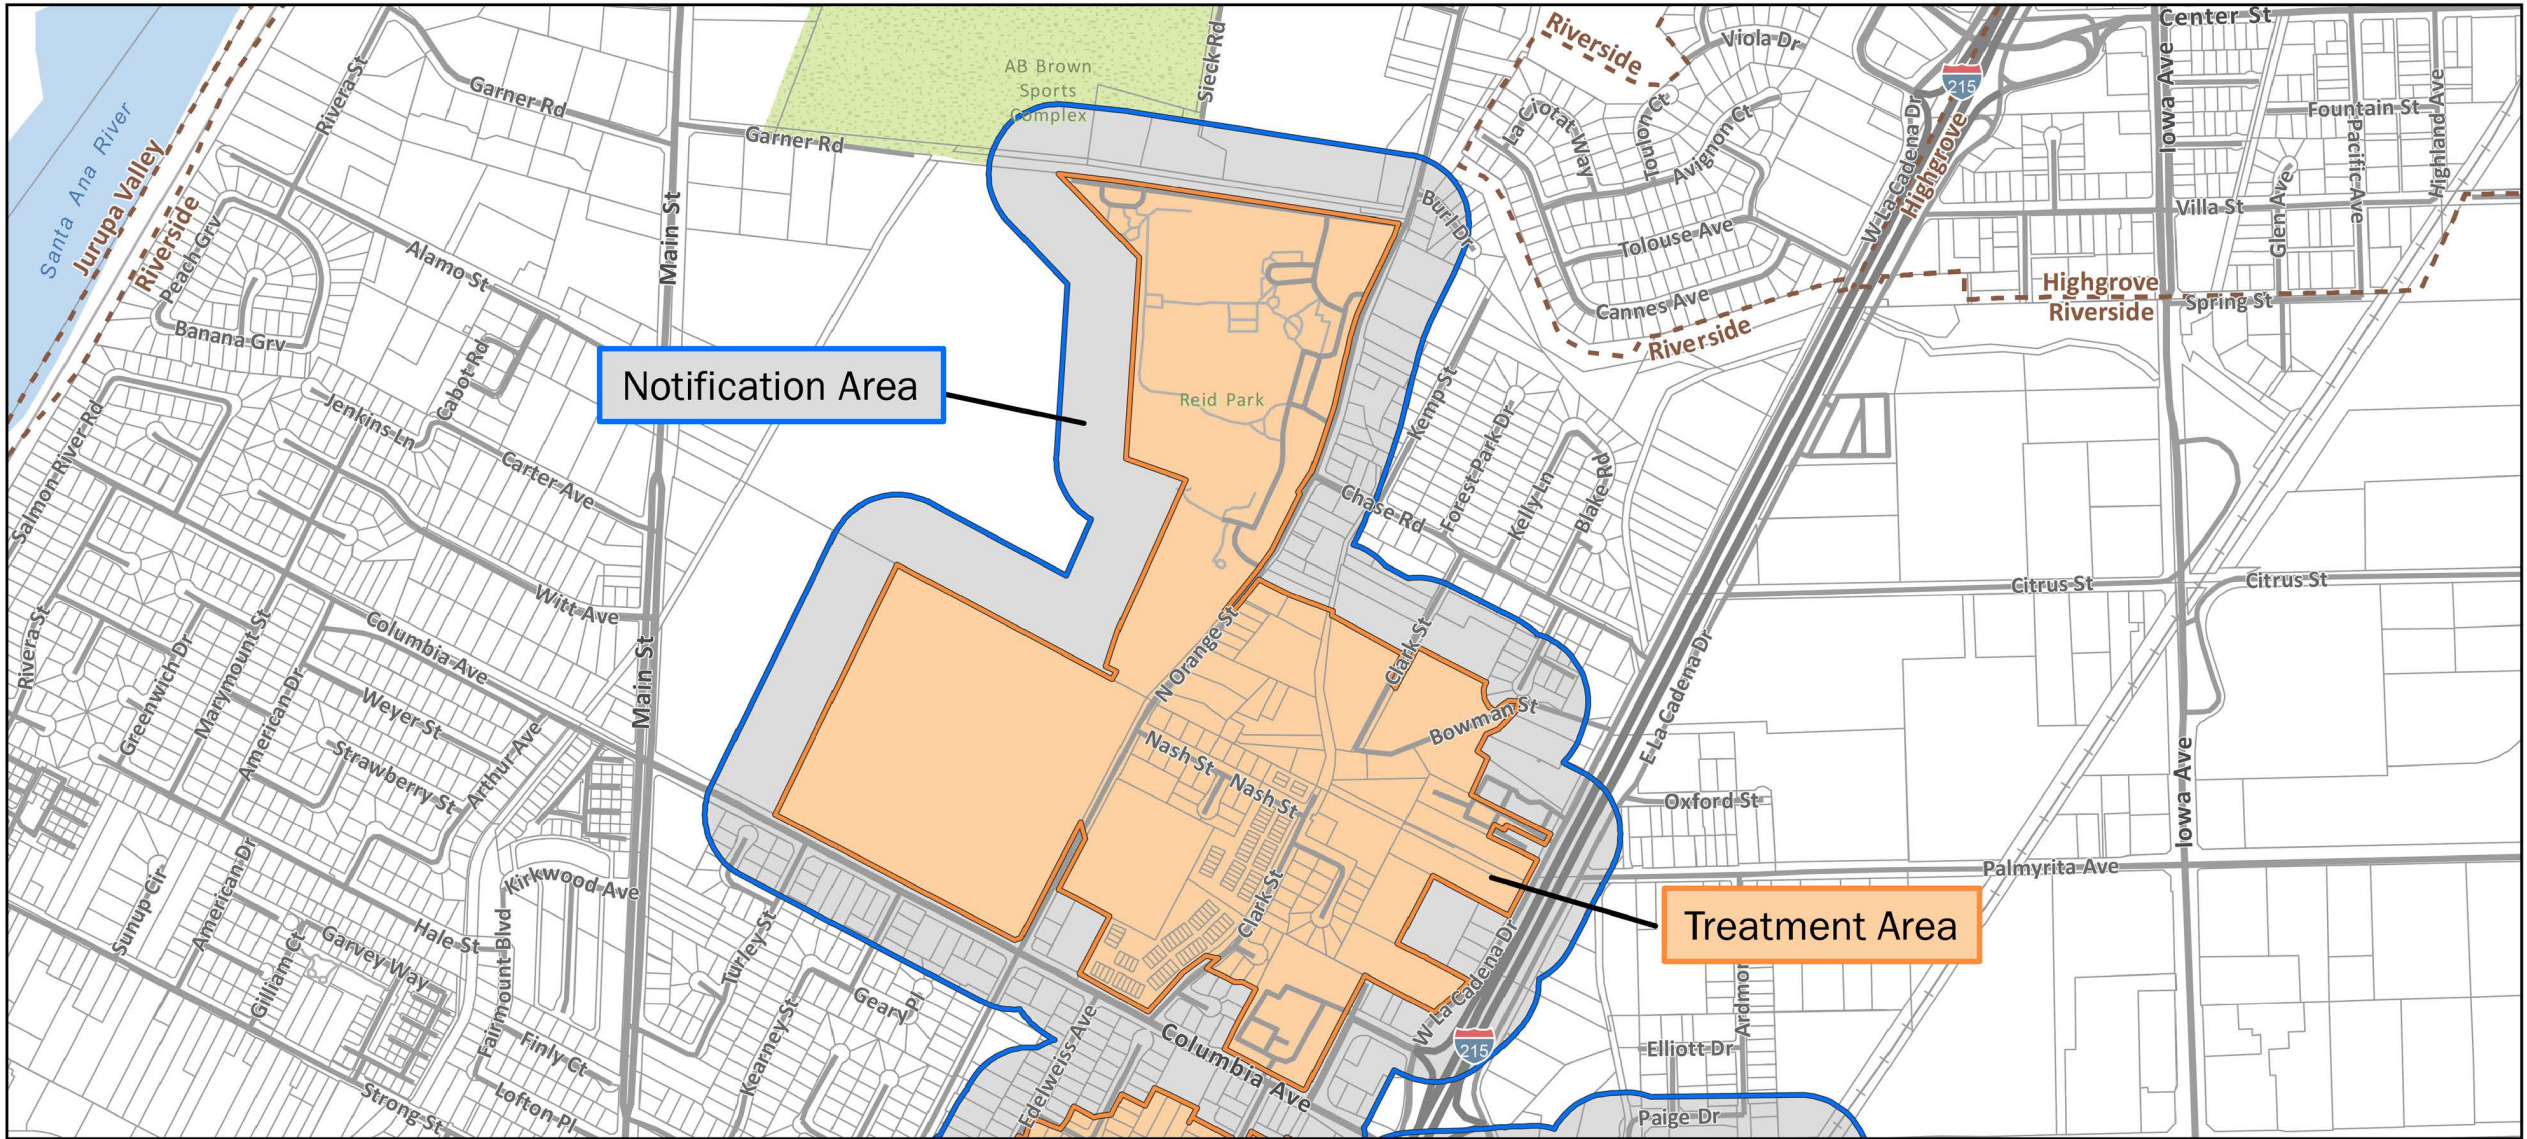 Center St
Riverside
Viola Dr
Sieck Rd
AB Brown
Sports
Complex
Rivera St
Garner Rd
215
Iowa Ave
Highland Ave
Fountain St
Pacific Ave
La Ciotat Way
Toulon Ct
Avignon Ct
W La Cadena Dr
Highgrove
Garner Rd
Santa Ana River
Jurupa Valley
Riverside
Main St
Burl Dr
Villa St
Glen Ave
Peach Grv
Alamo St
Tolouse Ave
Highgrove
Riverside
Spring St
Cannes Ave
Riverside
Banana Grv
Cabot Rd
Notification Area
Reid Park
Kemp St
Jenkins Ln
Carter Ave
Salmon River Rd
Forest Park Dr
Kelly Ln
Blake Rd
Chase Rd
Citrus St
Citrus St
Witt Ave
Columbia Ave
Main St
N Orange St
Clark St
E La Cadena Dr
Rivera St
Greenwich Dr
Marymount St
American Dr
Weyer St
Strawberry St
Arthur Ave
Nash St
Nash St
Bowman St
Iowa Ave
Oxford St
Palmyrita Ave
Kirkwood Ave
Clark St
Treatment Area
Sunup Cir
American Dr
Gilliam Ct
Garvey Way
Hale St
Fairmount Blvd
Turley St
Geary Pl
Kearney St
W La Cadena Dr
Ardmor
215
Elliott Dr
Edelweiss Ave
Columbia Ave
Finly Ct
Lofton Pl
Strong St
Paige Dr